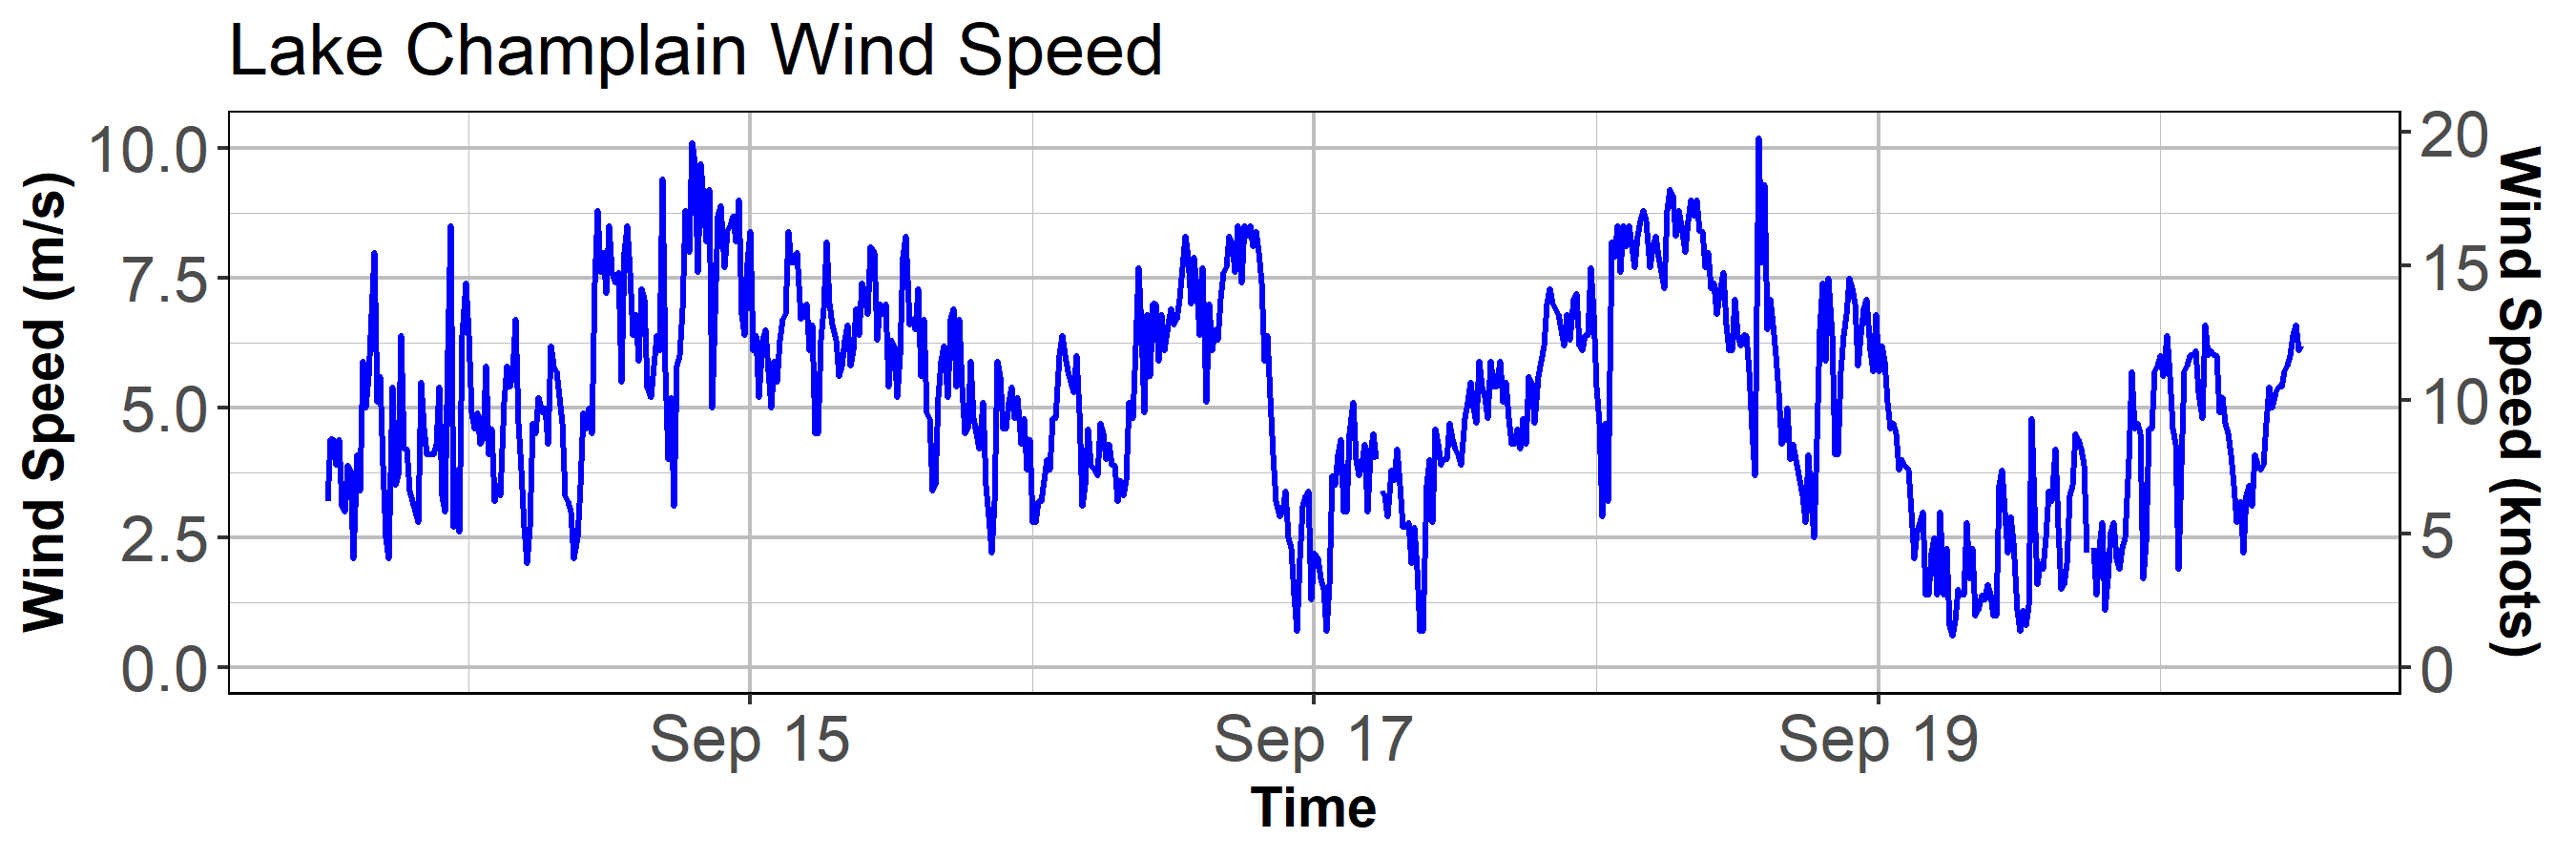 Lake Champlain Wind Speed
Wind Speed (m/s)
10.0
7.5
5.0
2.5
0.0
20
15
10
5
0
Wind Speed (knots)
Sep 15
Sep 17
Sep 19
Time